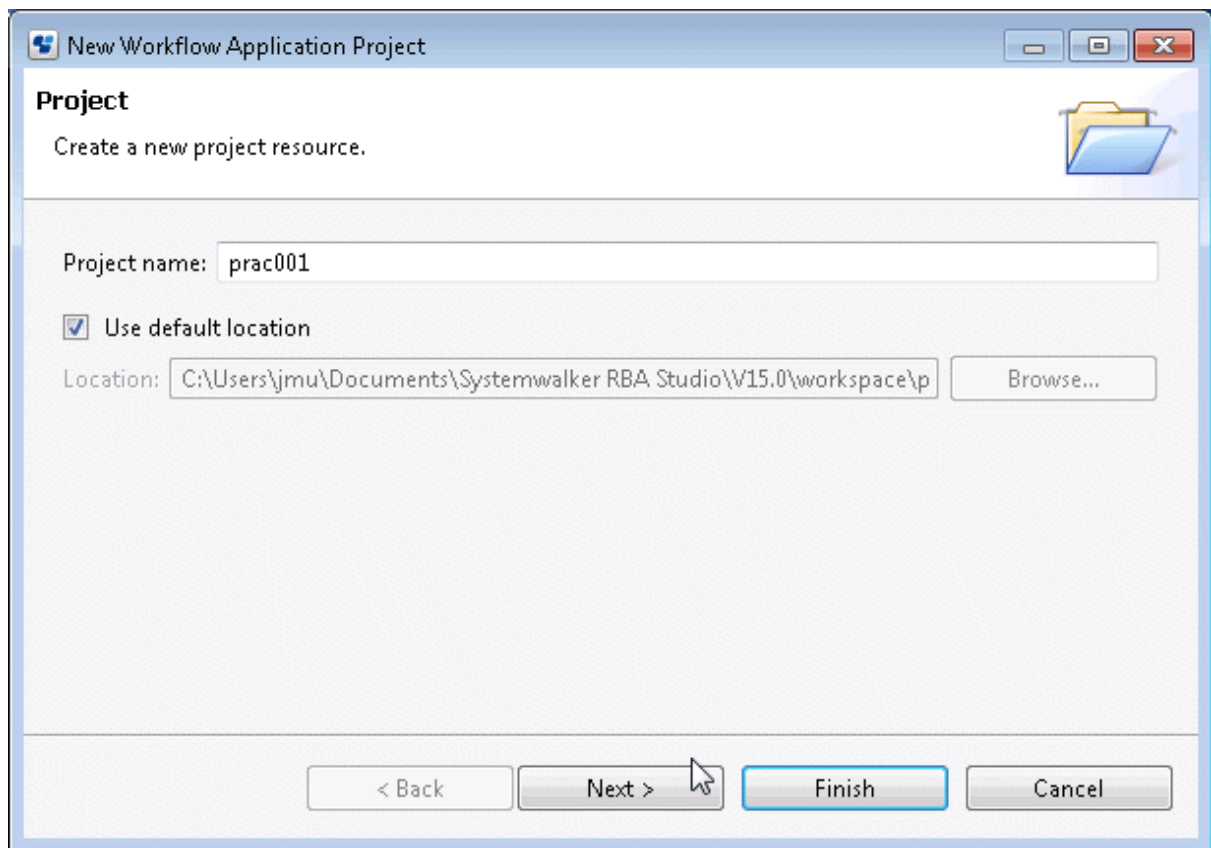 New Workflow Application Project
Project
Create a new project resource.
Project name: prac001
Use default location
Location: C:\Users\jmu\Documents\Systemwalker RBA Studio\V15.0\workspace\p Browse...
< Back Next > Finish Cancel